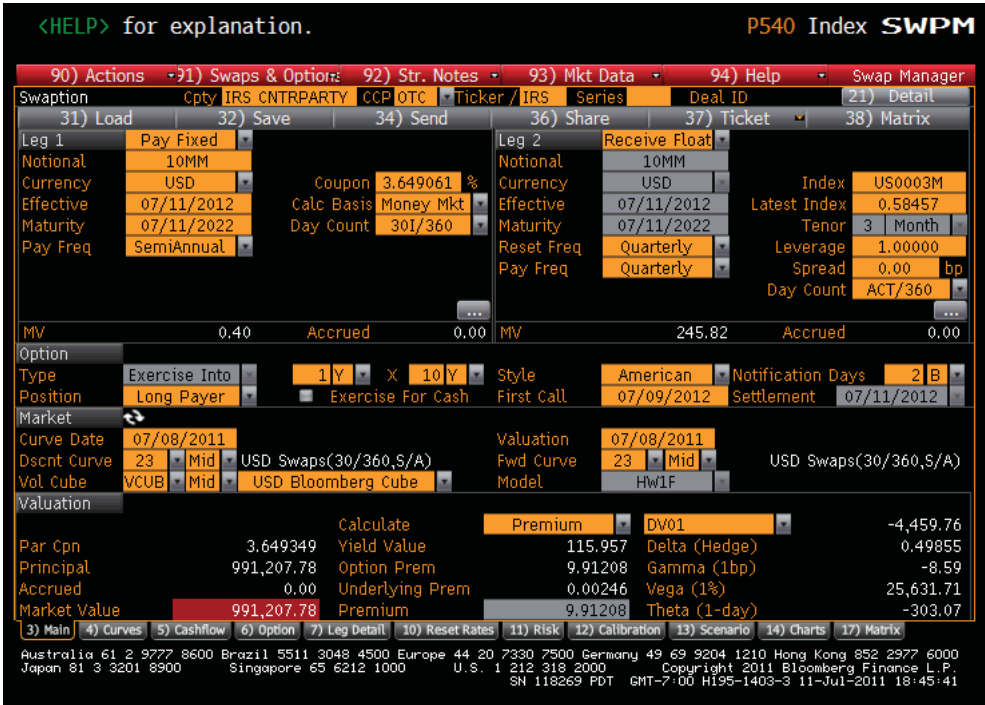 <HELP> for explanation. P540 Index SWPM
90) Actions 91) Swaps & Options 92) Str. Notes 93) Mkt Data 94) Help Swap Manager
Swaption Cpty IRS CNTRPARTY CCP OTC Ticker / IRS Series Deal ID 21) Detail
31) Load 32) Save 34) Send 36) Share 37) Ticket 38) Matrix
Leg 1 Pay Fixed Leg 2 Receive Float
Notional 10MM Notional 10MM
Currency USD Coupon 3.649061 % Currency USD Index US0003M
Effective 07/11/2012 Calc Basis Money Mkt Effective 07/11/2012 Latest Index 0.58457
Maturity 07/11/2022 Day Count 30I/360 Maturity 07/11/2022 Tenor 3 Month
Pay Freq SemiAnnual Reset Freq Quarterly Leverage 1.00000
Pay Freq Quarterly Spread 0.00 bp
Day Count ACT/360
...
...
MV 0.40 Accrued 0.00 MV 245.82 Accrued 0.00
Option
Type Exercise Into 1 Y X 10 Y Style American Notification Days 2 B
Position Long Payer Exercise For Cash First Call 07/09/2012 Settlement 07/11/2012
Market
Curve Date 07/08/2011 Valuation 07/08/2011
Dscnt Curve 23 Mid USD Swaps(30/360,S/A) Fwd Curve 23 Mid USD Swaps(30/360,S/A)
Vol Cube VCUB Mid USD Bloomberg Cube Model HW1F
Valuation
Calculate Premium DV01 -4,459.76
Par Cpn 3.649349 Yield Value 115.957 Delta (Hedge) 0.49855
Principal 991,207.78 Option Prem 9.91208 Gamma (1bp) -8.59
Accrued 0.00 Underlying Prem 0.00246 Vega (1%) 25,631.71
Market Value 991,207.78 Premium 9.91208 Theta (1-day) -303.07
3) Main 4) Curves 5) Cashflow 6) Option 7) Leg Detail 10) Reset Rates 11) Risk 12) Calibration 13) Scenario 14) Charts 17) Matrix
Australia 61 2 9777 8600 Brazil 5511 3048 4500 Europe 44 20 7330 7500 Germany 49 69 9204 1210 Hong Kong 852 2977 6000
Japan 81 3 3201 8900 Singapore 65 6212 1000 U.S. 1 212 318 2000 Copyright 2011 Bloomberg Finance L.P.
SN 118269 PDT GMT-7:00 H195-1403-3 11-Jul-2011 18:45:41